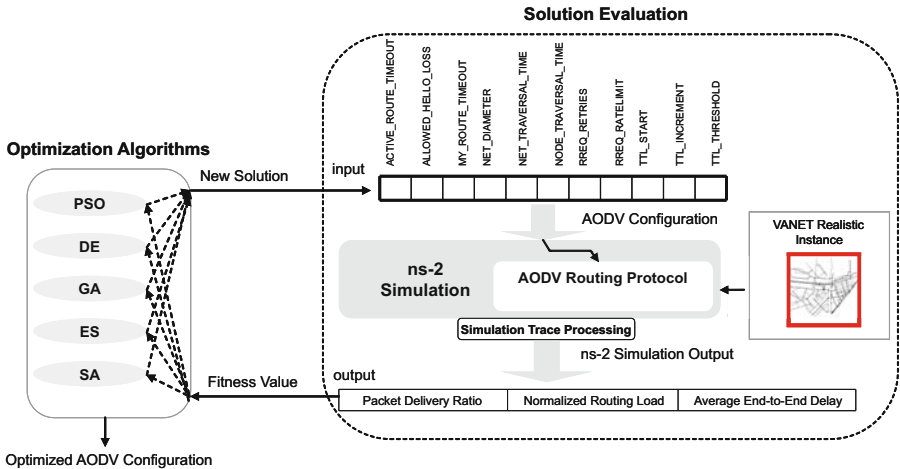 Solution Evaluation
ACTIVE_ROUTE_TIMEOUT
ALLOWED_HELLO_LOSS
MY_ROUTE_TIMEOUT
NET_DIAMETER
NET_TRAVERSAL_TIME
NODE_TRAVERSAL_TIME
RREQ_RETRIES
RREQ_RATELIMIT
TTL_START
TTL_INCREMENT
TTL_THRESHOLD
Optimization Algorithms
New Solution
input
PSO
DE
GA
ES
SA
AODV Configuration
VANET Realistic
Instance
ns-2
Simulation
AODV Routing Protocol
Simulation Trace Processing
ns-2 Simulation Output
Fitness Value
output
Packet Delivery Ratio
Normalized Routing Load
Average End-to-End Delay
Optimized AODV Configuration